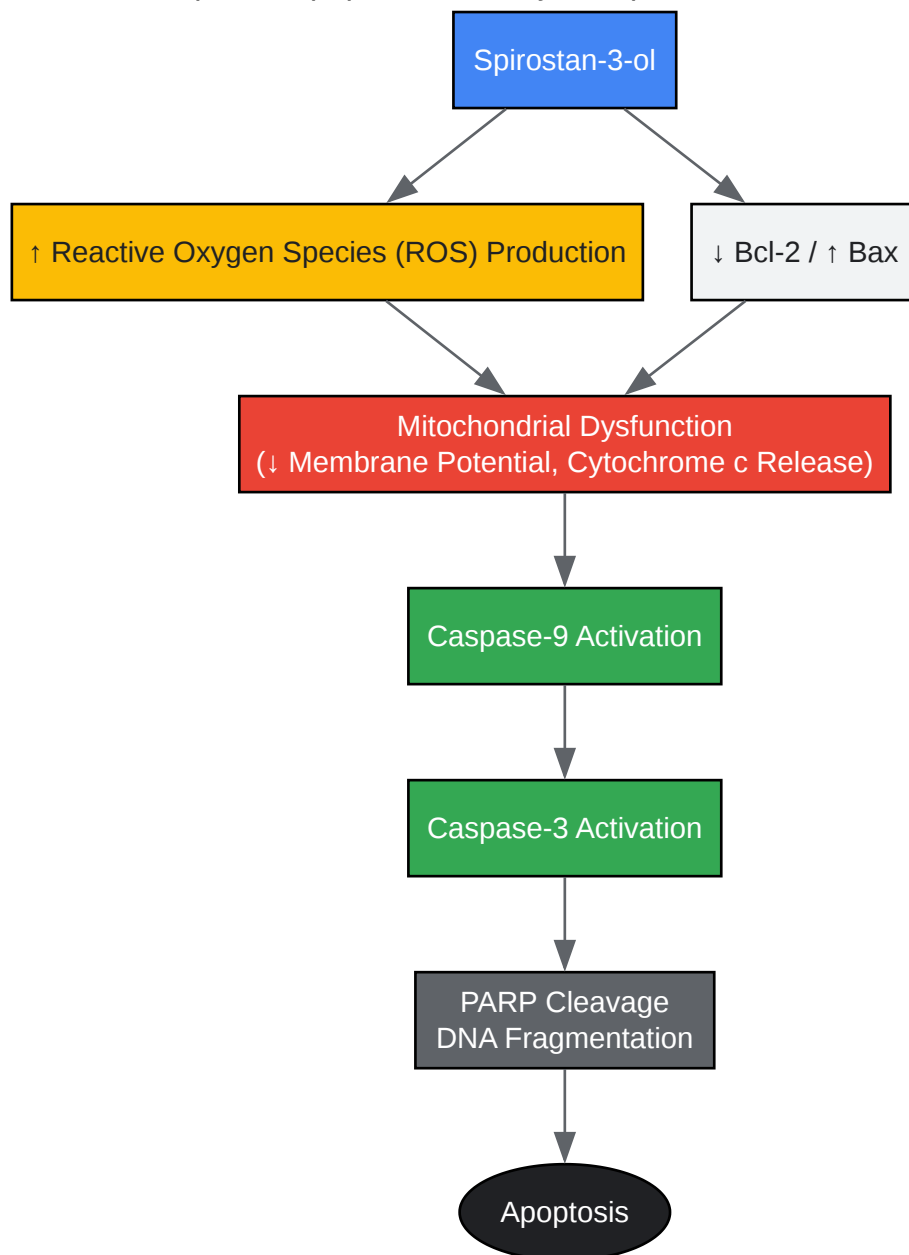 Spirostan-3-ol
↑ Reactive Oxygen Species (ROS) Production
↓ Bcl-2 / ↑ Bax
Mitochondrial Dysfunction
(↓ Membrane Potential, Cytochrome c Release)
Caspase-9 Activation
Caspase-3 Activation
PARP Cleavage
DNA Fragmentation
Apoptosis